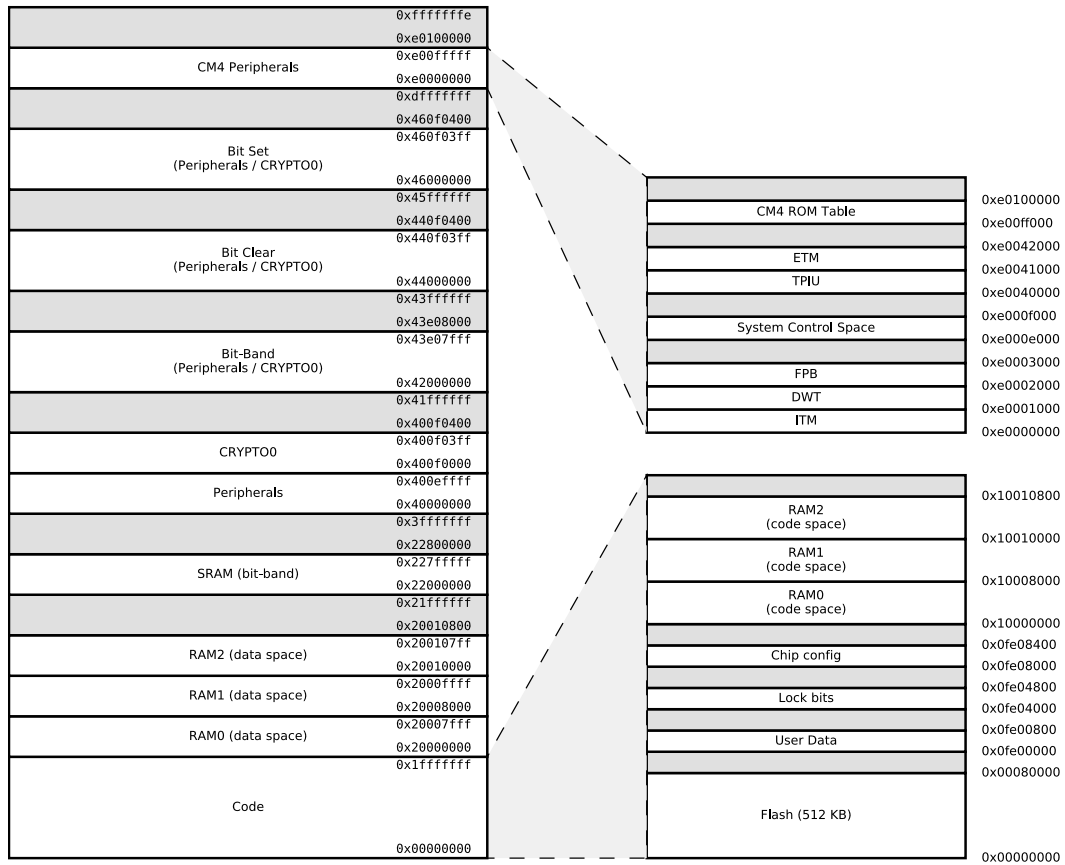 0xfffffffe
0xe0100000
0xe00fffff
CM4 Peripherals
0xe0000000
0xdfffffff
0x460f0400
0x460f03ff
Bit Set
(Peripherals / CRYPTO0)
0x46000000
0x45ffffff
0x440f0400
0x440f03ff
Bit Clear
(Peripherals / CRYPTO0)
0x44000000
0x43ffffff
0x43e08000
0x43e07fff
Bit-Band
(Peripherals / CRYPTO0)
0x42000000
0x41ffffff
0x400f0400
0x400f03ff
CRYPTO0
0x400f0000
0x400effff
Peripherals
0x40000000
0x3fffffff
0x22800000
0x227fffff
SRAM (bit-band)
0x22000000
0x21ffffff
0x20010800
0x200107ff
RAM2 (data space)
0x20010000
0x2000ffff
RAM1 (data space)
0x20008000
0x20007fff
RAM0 (data space)
0x20000000
0x1fffffff
Code
0x00000000
0xe0100000
CM4 ROM Table
0xe00ff000
0xe0042000
ETM
0xe0041000
TPIU
0xe0040000
0xe000f000
System Control Space
0xe000e000
0xe0003000
FPB
0xe0002000
DWT
0xe0001000
ITM
0xe0000000
0x10010800
RAM2
(code space)
0x10010000
RAM1
(code space)
0x10008000
RAM0
(code space)
0x10000000
0x0fe08400
Chip config
0x0fe08000
0x0fe04800
Lock bits
0x0fe04000
0x0fe00800
User Data
0x0fe00000
0x00080000
Flash (512 KB)
0x00000000